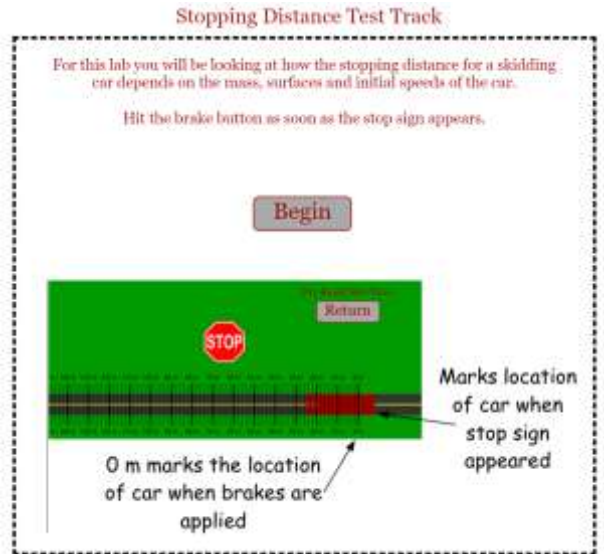 Stopping Distance Test Track
For this lab you will be looking at how the stopping distance for a skidding
car depends on the mass, surfaces and initial speeds of the car.
Hit the brake button as soon as the stop sign appears.
Begin
Return
STOP
Marks location
of car when
stop sign
appeared
0 m marks the location
of car when brakes are
applied